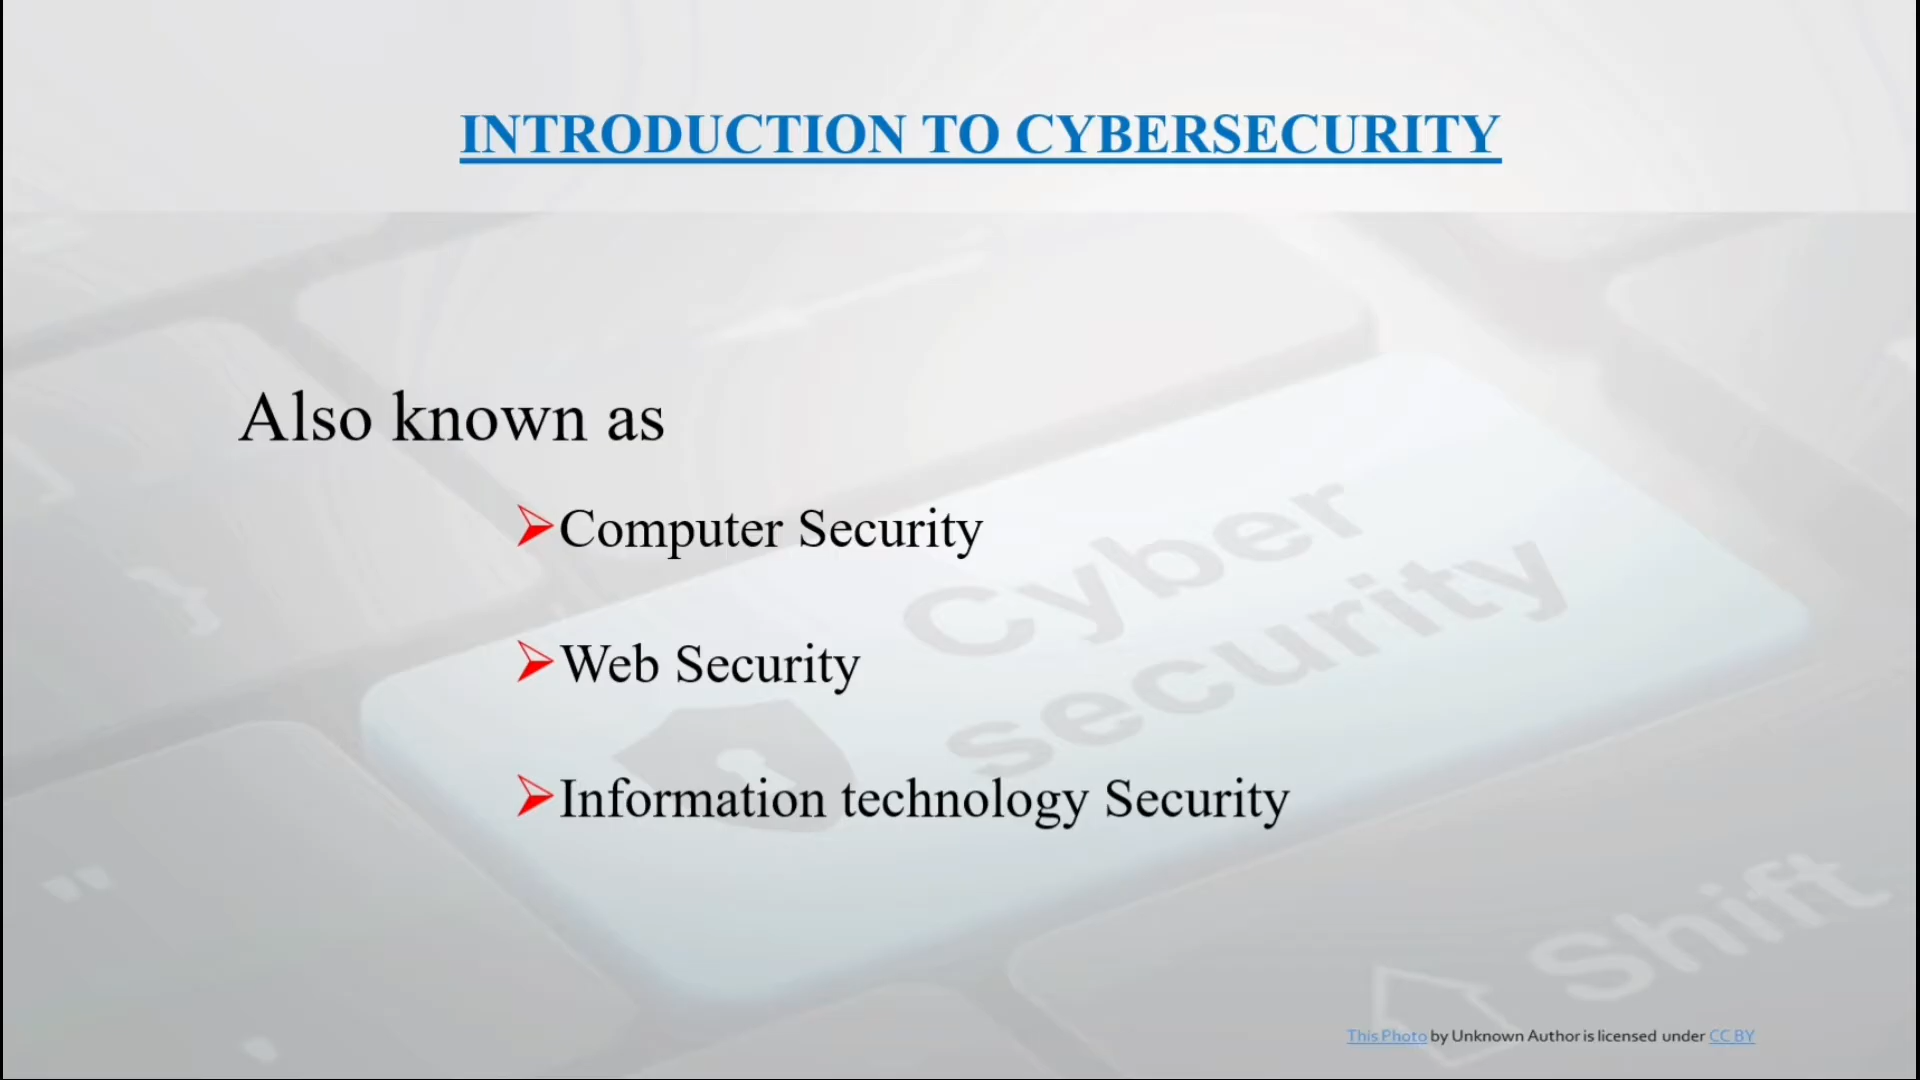 INTRODUCTION TO CYBERSECURITY
Also known as
Computer Security
Web Security
Information technology Security
Cyber
security
Shift
This Photo by Unknown Author is licensed under CC BY